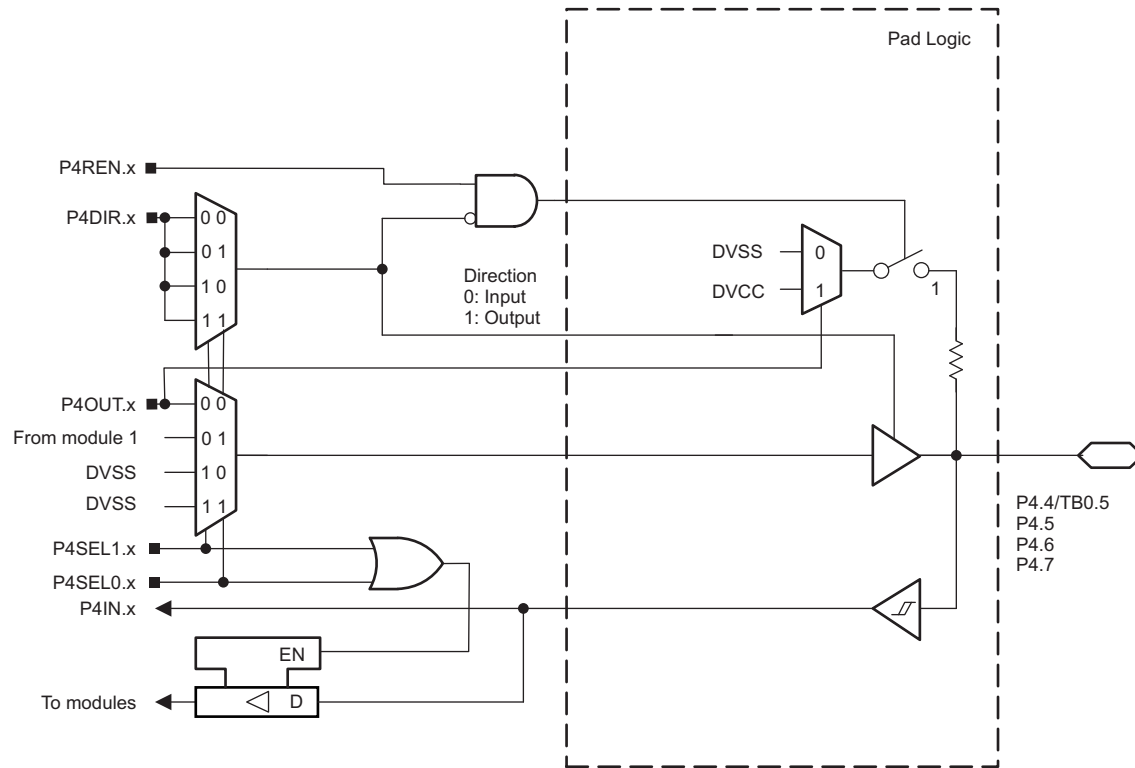 Pad Logic
P4REN.x
P4DIR.x
0 0
0 1
1 0
1 1
Direction
0: Input
1: Output
DVSS
0
DVCC
1
1
P4OUT.x
0 0
From module 1
0 1
DVSS
1 0
DVSS
1 1
P4.4/TB0.5
P4.5
P4.6
P4.7
P4SEL1.x
P4SEL0.x
P4IN.x
EN
To modules
D